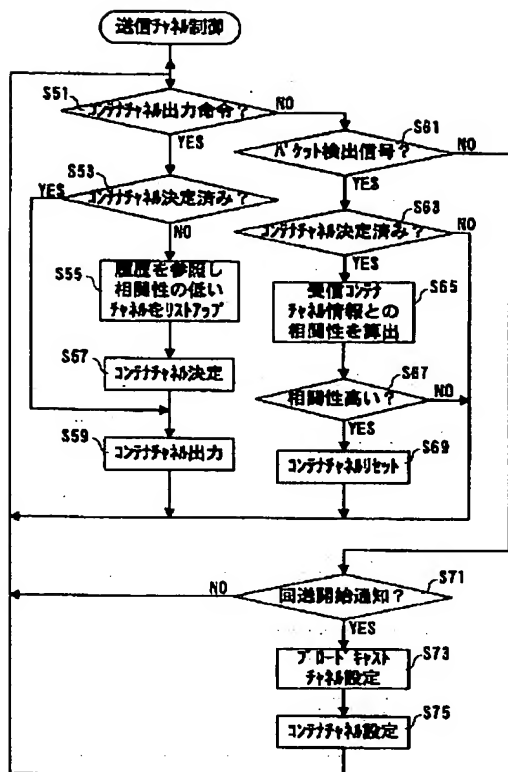 送信チャネル制御
S51
コンテナチャネル出力命令?
NO
YES
S61
パケット検出信号?
NO
YES
S53
YES
コンテナチャネル決定済み?
NO
S63
コンテナチャネル決定済み?
NO
YES
S55
履歴を参照し
相関性の低い
チャネルをリストアップ
S65
受信コンテナ
チャネル情報との
相関性を算出
S57
コンテナチャネル決定
S67
相関性高い?
NO
YES
S59
コンテナチャネル出力
S69
コンテナチャネルリセット
S71
回送開始通知?
NO
YES
S73
ブロードキャスト
チャネル設定
S75
コンテナチャネル設定